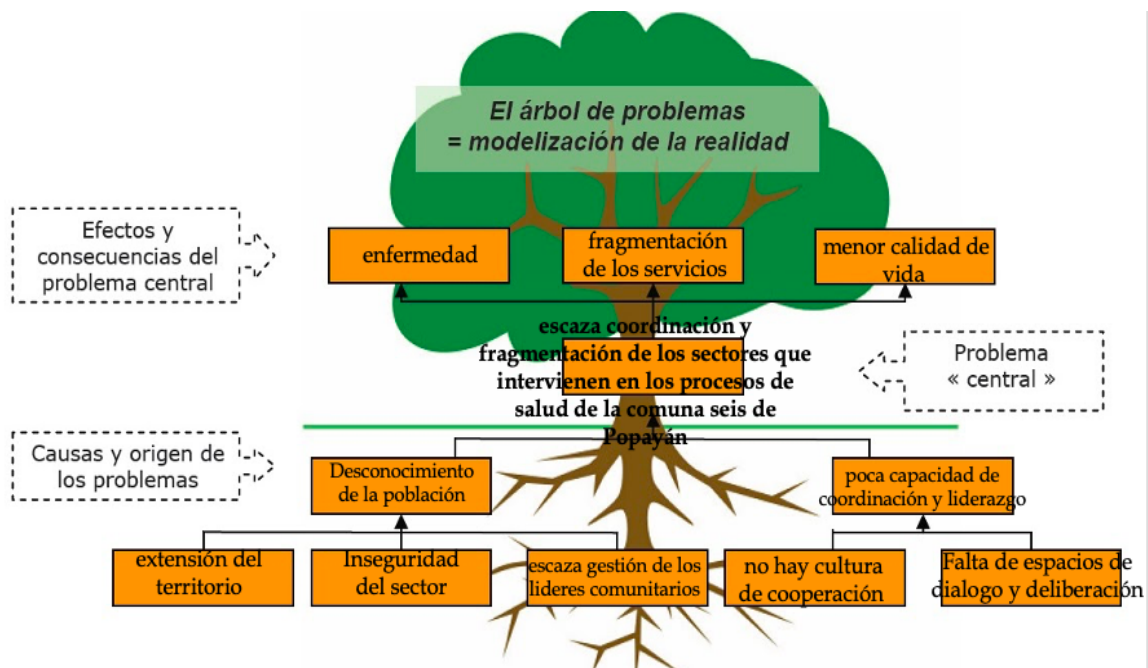 El árbol de problemas
= modelización de la realidad
Efectos y
consecuencias del
problema central
enfermedad
fragmentación
de los servicios
menor calidad de
vida
escaza coordinación y
fragmentación de los sectores que
intervienen en los procesos de
salud de la comuna seis de
Popayán
Problema
« central »
Causas y origen de
los problemas
Desconocimiento
de la población
poca capacidad de
coordinación y liderazgo
extensión del
territorio
Inseguridad
del sector
escaza gestión de los
lideres comunitarios
no hay cultura
de cooperación
Falta de espacios de
dialogo y deliberación